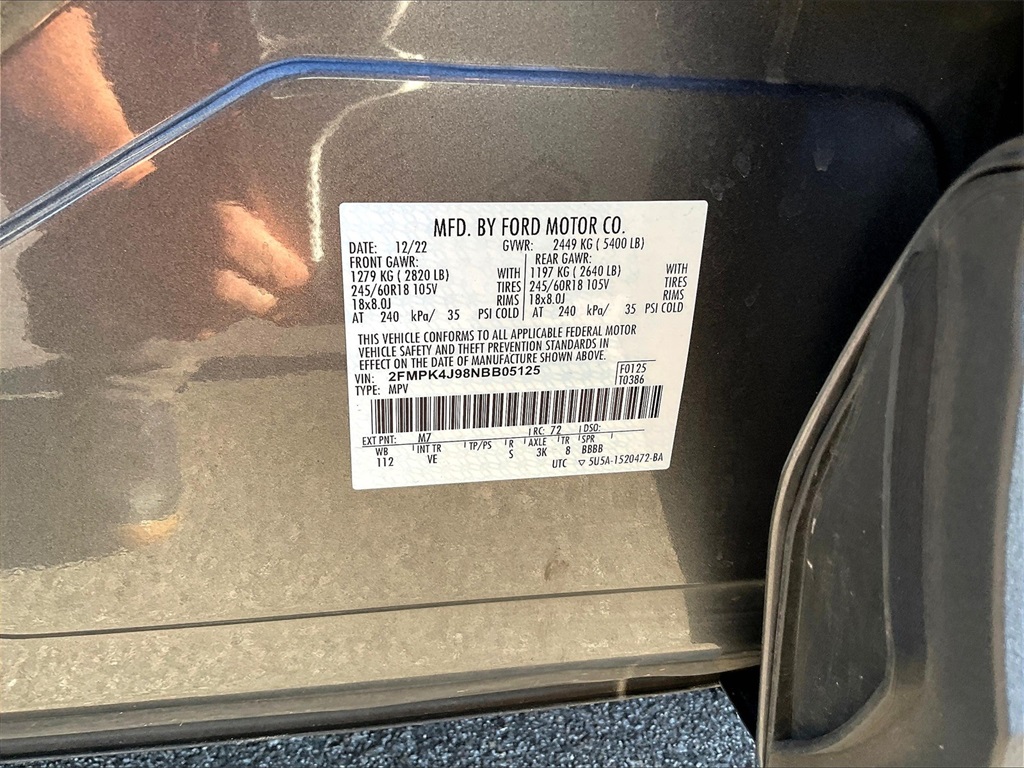 MFD. BY FORD MOTOR CO.
DATE: 12/22 GVWR: 2449 KG ( 5400 LB)
FRONT GAWR: REAR GAWR:
1279 KG ( 2820 LB) WITH 1197 KG ( 2640 LB) WITH
245/60R18 105V TIRES 245/60R18 105V TIRES
18x8.0J RIMS 18x8.0J RIMS
AT 240 kPa/ 35 PSI COLD AT 240 kPa/ 35 PSI COLD
THIS VEHICLE CONFORMS TO ALL APPLICABLE FEDERAL MOTOR
VEHICLE SAFETY AND THEFT PREVENTION STANDARDS IN
EFFECT ON THE DATE OF MANUFACTURE SHOWN ABOVE.
VIN: 2FMPK4J98NBB05125 F0125
TYPE: MPV T0386
EXT PNT: M7 RC: 72 DSO:
WB INT TR TP/PS R AXLE TR SPR
112 VE S 3K 8 BBBB
UTC ▽ 5U5A-1520472-BA